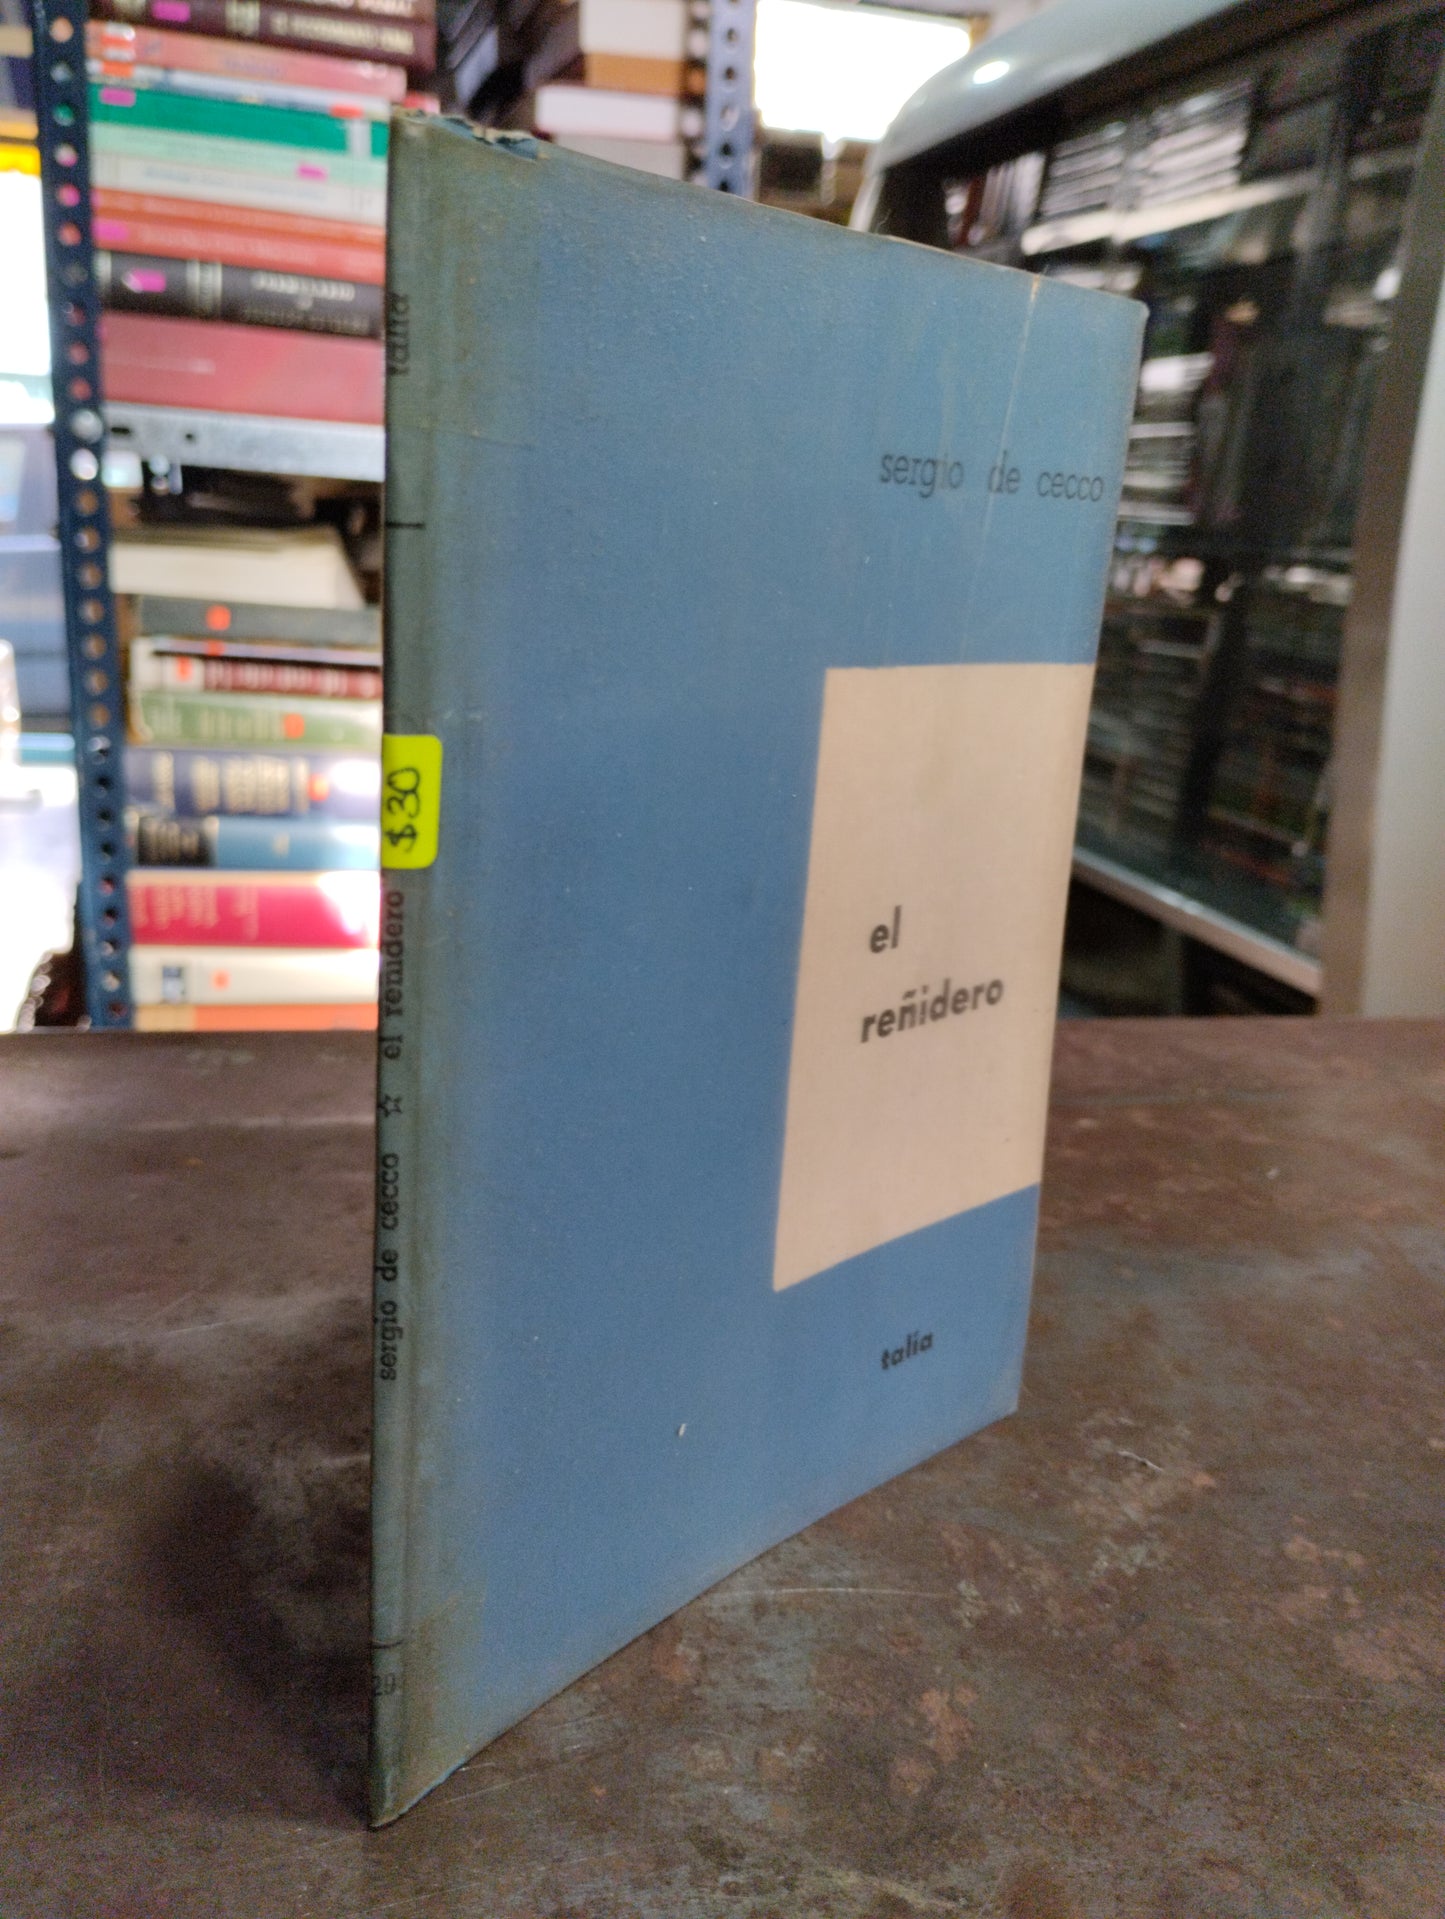 sergio de cecco
el
reñidero
talía
talía
$30
sergio de cecco ☆ el reñidero
29